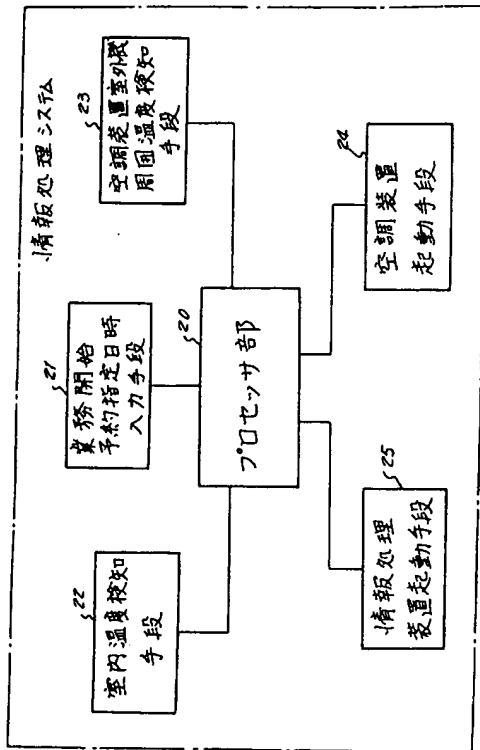 情報処理システム
21
業務開始
予約指定日時
入力手段
22
室内温度検知
手段
23
空調装置室外機
周囲温度検知
手段
20
プロセッサ部
25
情報処理
装置起動手段
24
空調装置
起動手段